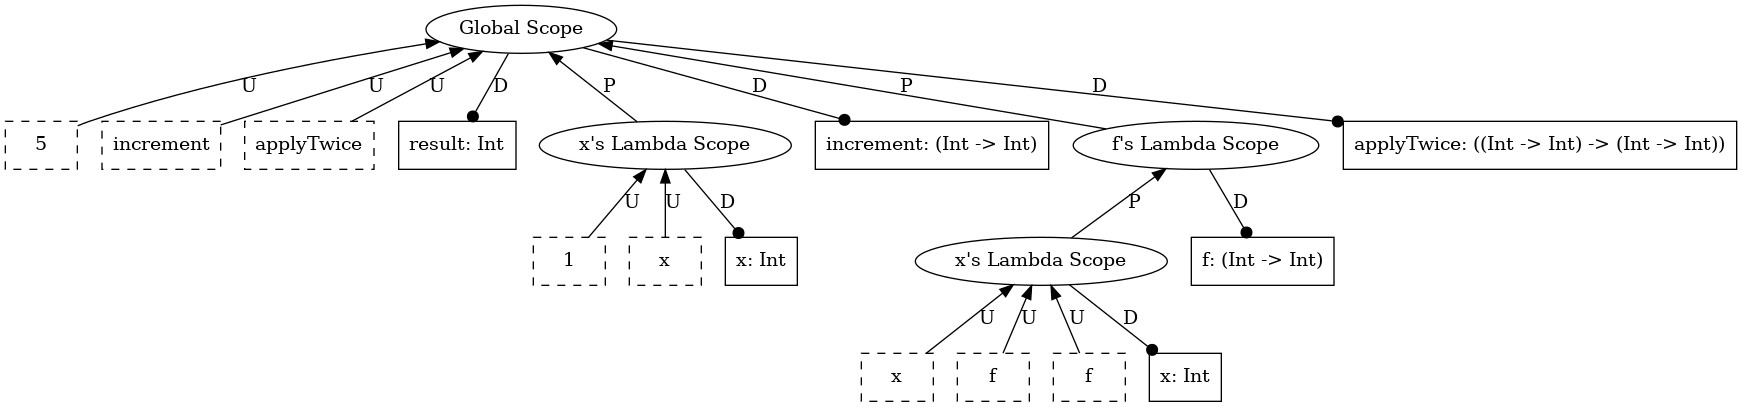 Global Scope
U
U
U
D
P
D
P
D
5
increment
applyTwice
result: Int
x's Lambda Scope
increment: (Int -> Int)
f's Lambda Scope
applyTwice: ((Int -> Int) -> (Int -> Int))
U
U
D
P
D
1
x
x: Int
x's Lambda Scope
f: (Int -> Int)
U
U
U
D
x
f
f
x: Int